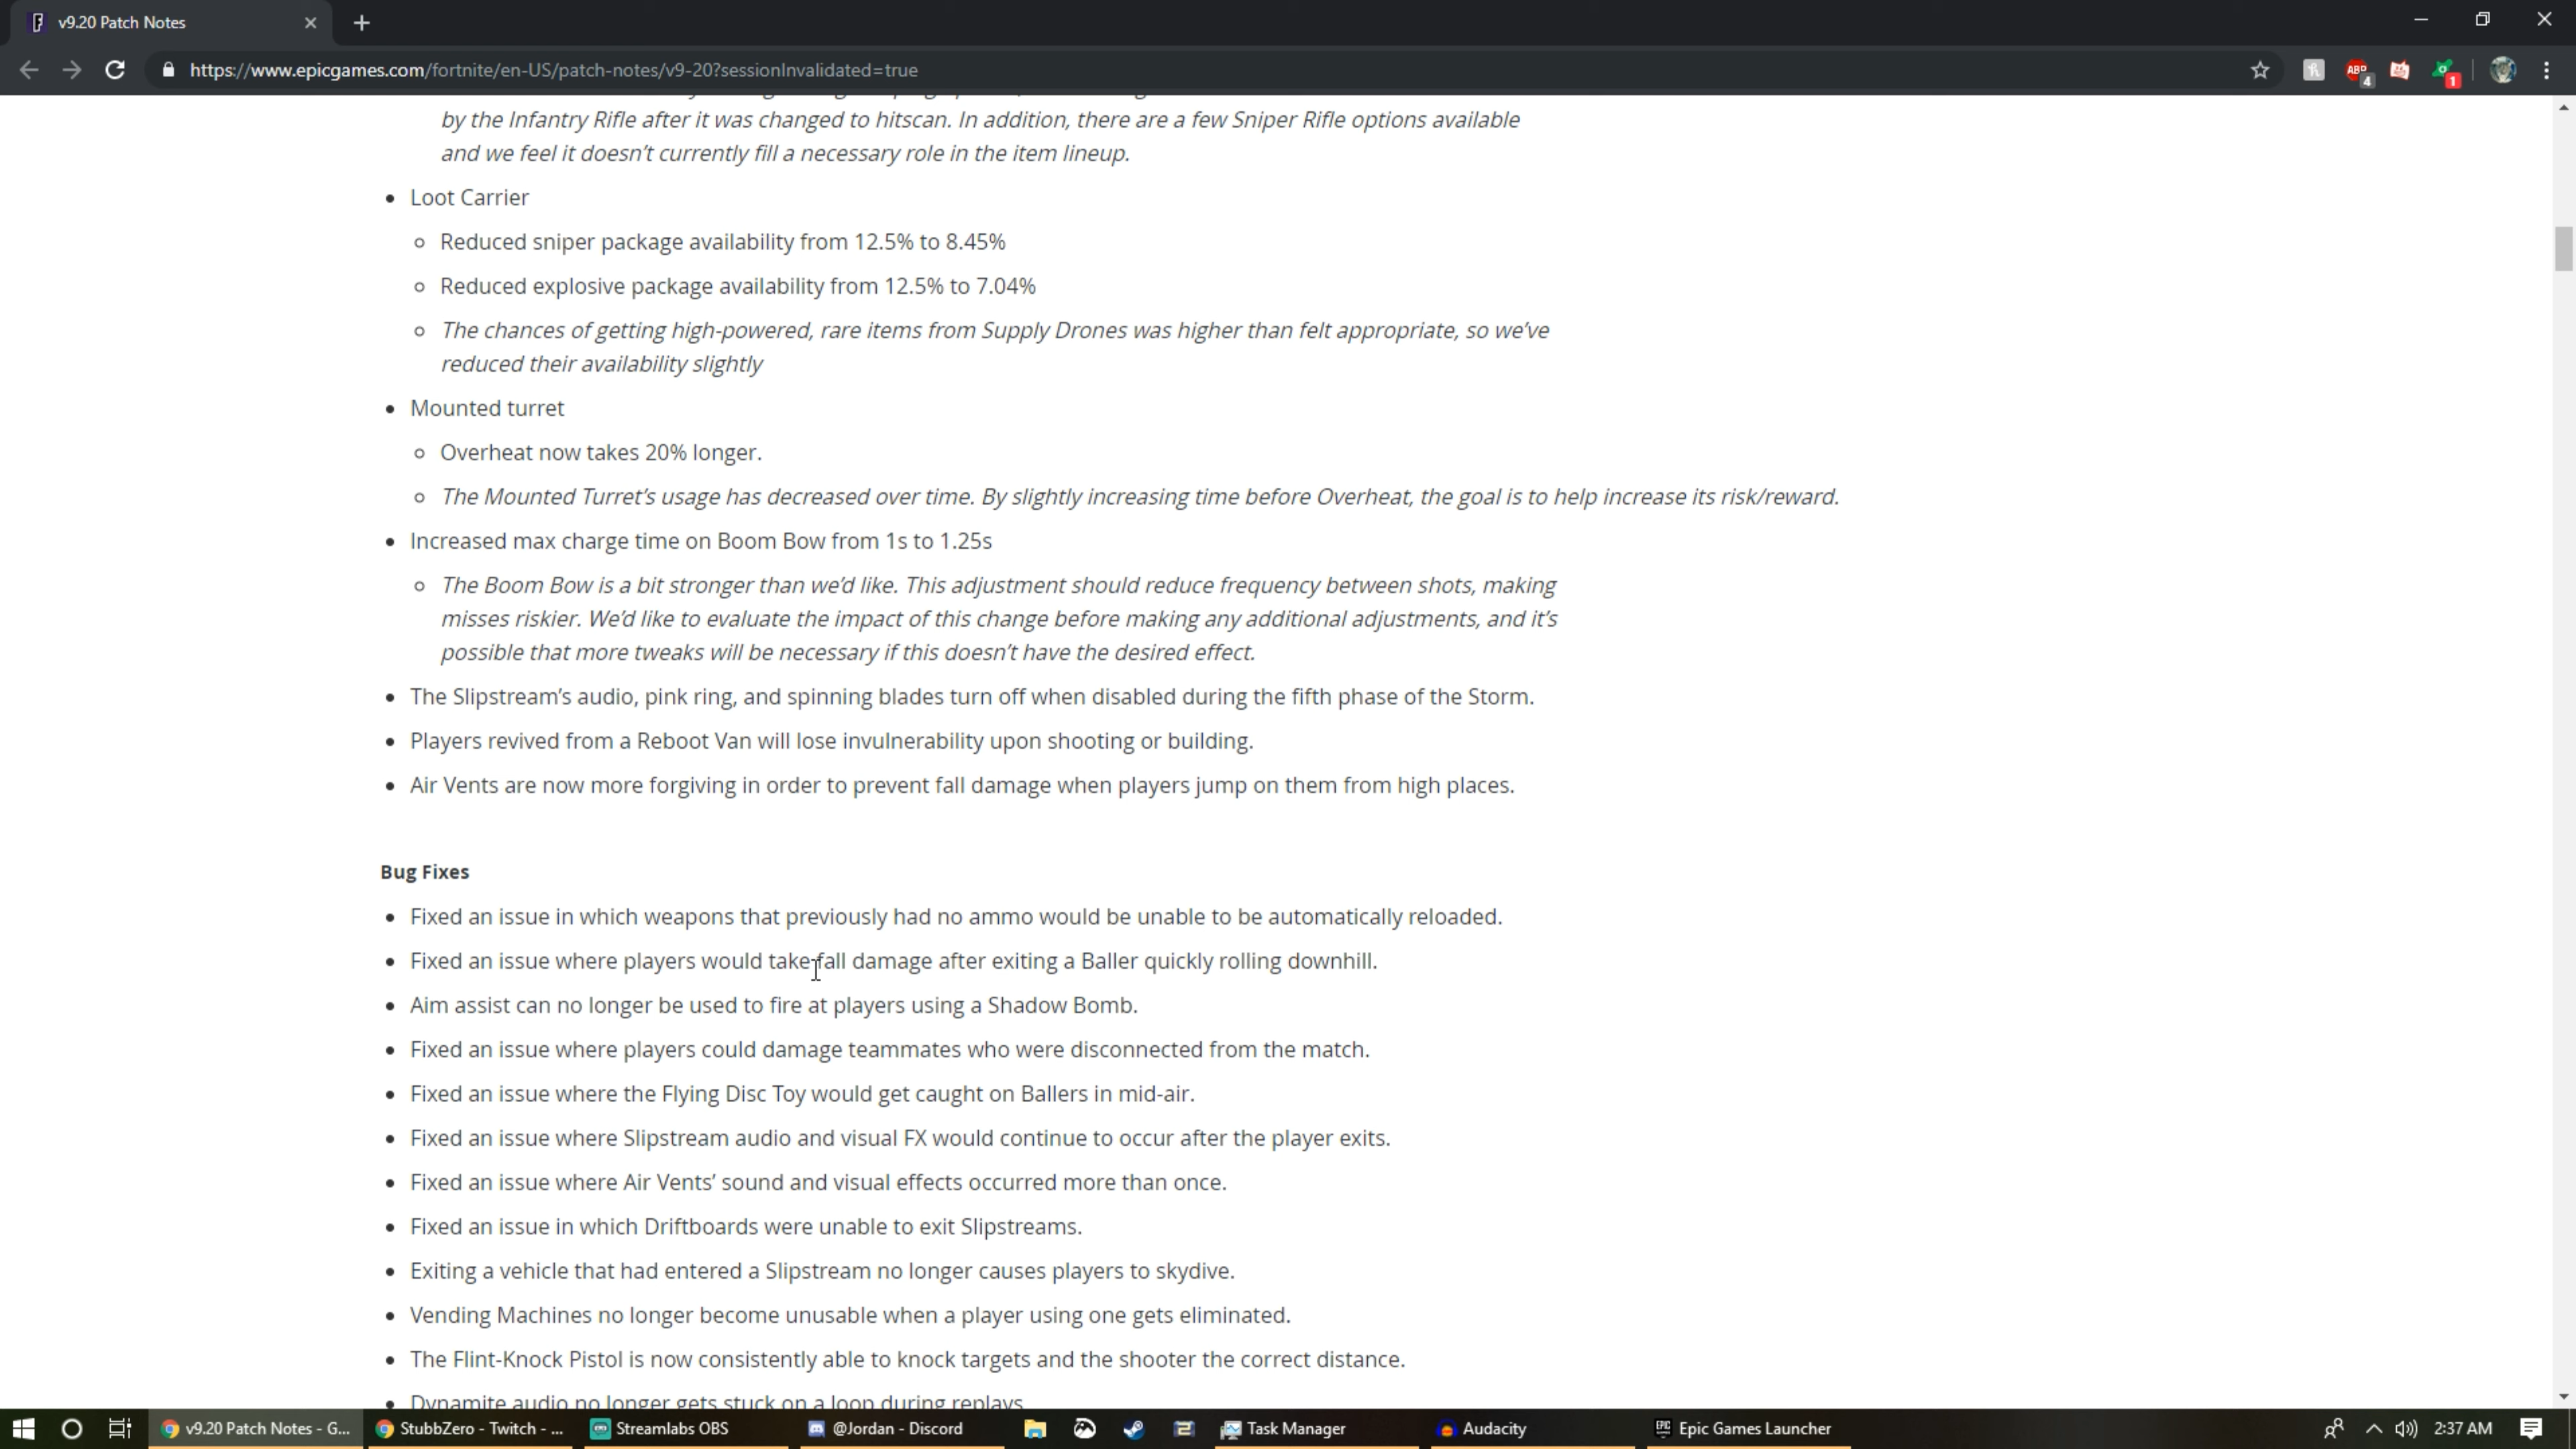 v9.20 Patch Notes
https://www.epicgames.com/fortnite/en-US/patch-notes/v9-20?sessionInvalidated=true
ABP
4
1
by the Infantry Rifle after it was changed to hitscan. In addition, there are a few Sniper Rifle options available
and we feel it doesn't currently fill a necessary role in the item lineup.
• Loot Carrier
○ Reduced sniper package availability from 12.5% to 8.45%
○ Reduced explosive package availability from 12.5% to 7.04%
○ The chances of getting high-powered, rare items from Supply Drones was higher than felt appropriate, so we've
reduced their availability slightly
• Mounted turret
○ Overheat now takes 20% longer.
○ The Mounted Turret's usage has decreased over time. By slightly increasing time before Overheat, the goal is to help increase its risk/reward.
• Increased max charge time on Boom Bow from 1s to 1.25s
○ The Boom Bow is a bit stronger than we'd like. This adjustment should reduce frequency between shots, making
misses riskier. We'd like to evaluate the impact of this change before making any additional adjustments, and it's
possible that more tweaks will be necessary if this doesn't have the desired effect.
• The Slipstream's audio, pink ring, and spinning blades turn off when disabled during the fifth phase of the Storm.
• Players revived from a Reboot Van will lose invulnerability upon shooting or building.
• Air Vents are now more forgiving in order to prevent fall damage when players jump on them from high places.
Bug Fixes
• Fixed an issue in which weapons that previously had no ammo would be unable to be automatically reloaded.
• Fixed an issue where players would take fall damage after exiting a Baller quickly rolling downhill.
• Aim assist can no longer be used to fire at players using a Shadow Bomb.
• Fixed an issue where players could damage teammates who were disconnected from the match.
• Fixed an issue where the Flying Disc Toy would get caught on Ballers in mid-air.
• Fixed an issue where Slipstream audio and visual FX would continue to occur after the player exits.
• Fixed an issue where Air Vents' sound and visual effects occurred more than once.
• Fixed an issue in which Driftboards were unable to exit Slipstreams.
• Exiting a vehicle that had entered a Slipstream no longer causes players to skydive.
• Vending Machines no longer become unusable when a player using one gets eliminated.
• The Flint-Knock Pistol is now consistently able to knock targets and the shooter the correct distance.
• Dynamite audio no longer gets stuck on a loop during replays
v9.20 Patch Notes - G... StubbZero - Twitch - ... Streamlabs OBS @Jordan - Discord Task Manager Audacity EPIC GAMES Epic Games Launcher 2:37 AM